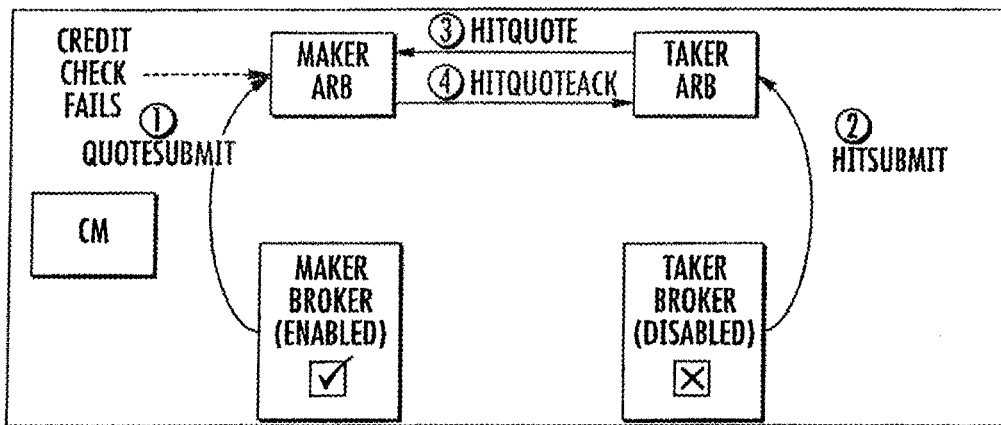 CREDIT
CHECK
FAILS
① QUOTESUBMIT
MAKER
ARB
③ HITQUOTE
④ HITQUOTEACK
TAKER
ARB
② HITSUBMIT
CM
MAKER
BROKER
(ENABLED)
TAKER
BROKER
(DISABLED)